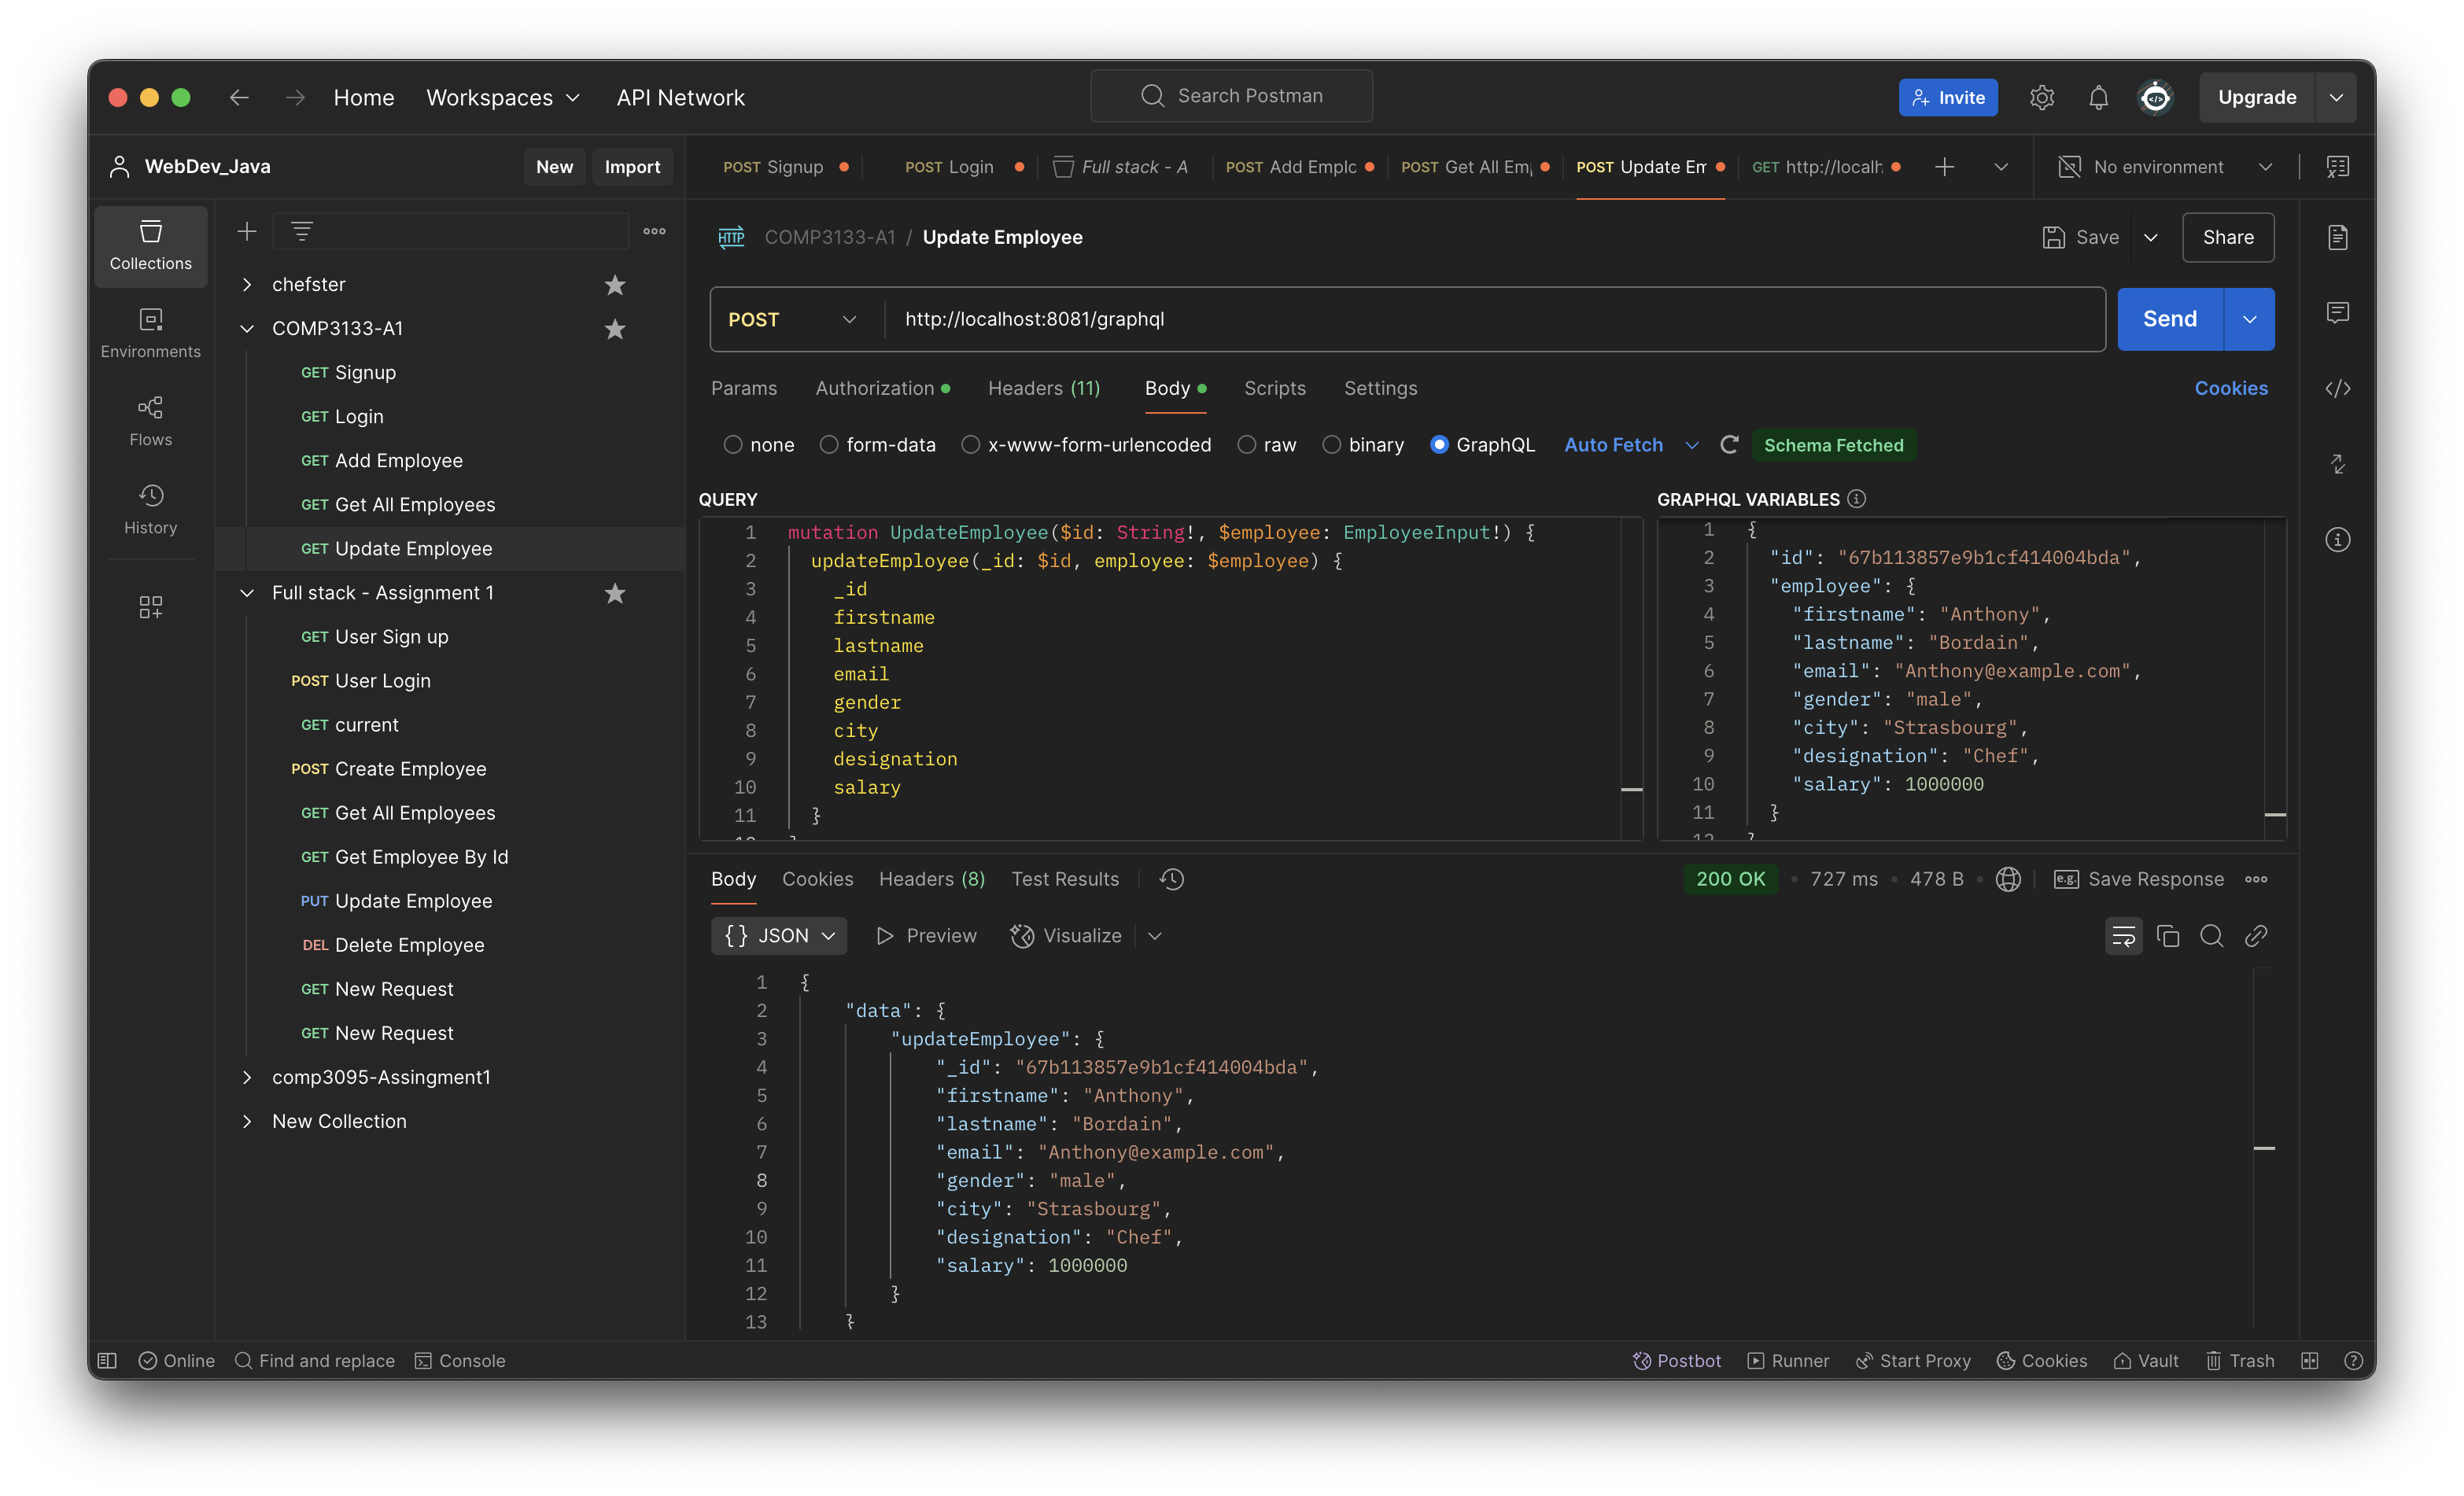 Home Workspaces API Network
Search Postman
Invite
Upgrade
WebDev_Java
New Import
POST Signup
POST Login
Full stack - A
POST Add Emplc
POST Get All Em
POST Update Em
GET http://localh
No environment
Collections
Environments
Flows
History
chefster
COMP3133-A1
GET Signup
GET Login
GET Add Employee
GET Get All Employees
GET Update Employee
Full stack - Assignment 1
GET User Sign up
POST User Login
GET current
POST Create Employee
GET Get All Employees
GET Get Employee By Id
PUT Update Employee
DEL Delete Employee
GET New Request
GET New Request
comp3095-Assingment1
New Collection
HTTP COMP3133-A1 / Update Employee
Save Share
POST http://localhost:8081/graphql
Send
Params Authorization Headers (11) Body Scripts Settings
Cookies
none form-data x-www-form-urlencoded raw binary GraphQL Auto Fetch Schema Fetched
QUERY
1 mutation UpdateEmployee($id: String!, $employee: EmployeeInput!) {
2 updateEmployee(_id: $id, employee: $employee) {
3 _id
4 firstname
5 lastname
6 email
7 gender
8 city
9 designation
10 salary
11 }
GRAPHQL VARIABLES
1 {
2 "id": "67b113857e9b1cf414004bda",
3 "employee": {
4 "firstname": "Anthony",
5 "lastname": "Bordain",
6 "email": "Anthony@example.com",
7 "gender": "male",
8 "city": "Strasbourg",
9 "designation": "Chef",
10 "salary": 1000000
11 }
Body Cookies Headers (8) Test Results
200 OK • 727 ms • 478 B • e.g. Save Response
{} JSON Preview Visualize
1 {
2 "data": {
3 "updateEmployee": {
4 "_id": "67b113857e9b1cf414004bda",
5 "firstname": "Anthony",
6 "lastname": "Bordain",
7 "email": "Anthony@example.com",
8 "gender": "male",
9 "city": "Strasbourg",
10 "designation": "Chef",
11 "salary": 1000000
12 }
13 }
Online Find and replace Console
Postbot Runner Start Proxy Cookies Vault Trash